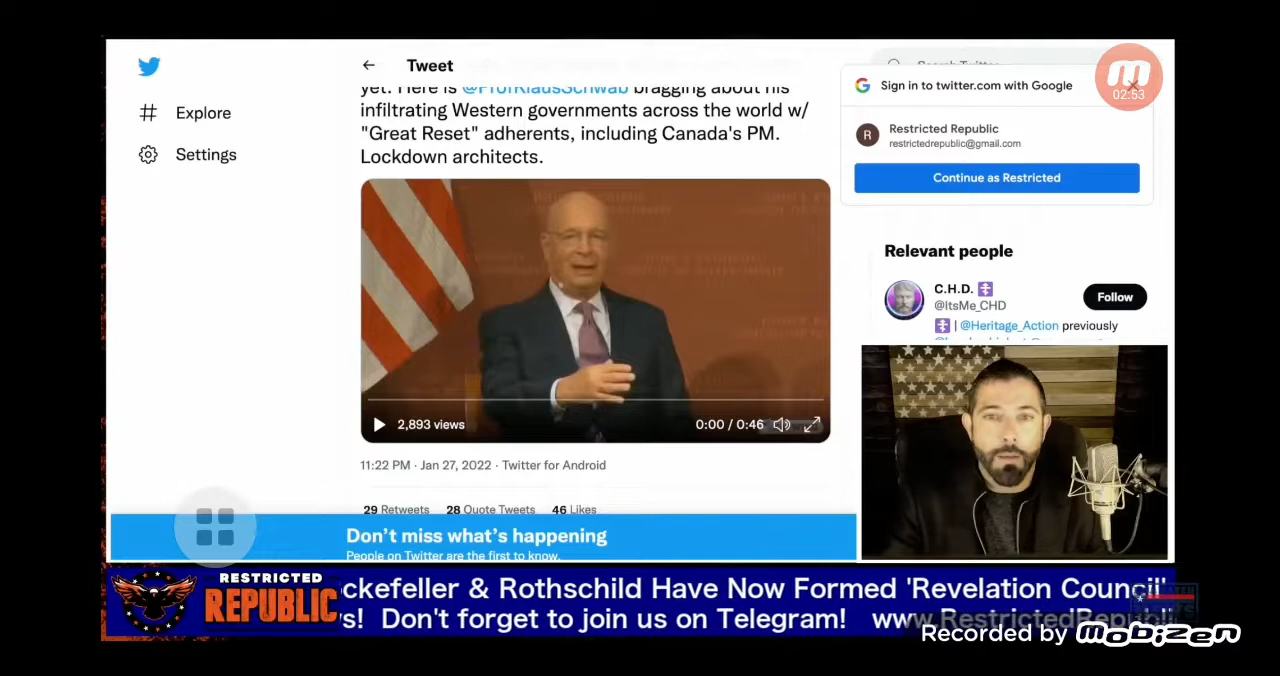 Tweet
Search Twitter
yet. Here is @ProfKlausSchwab bragging about his
infiltrating Western governments across the world w/
"Great Reset" adherents, including Canada's PM.
Lockdown architects.
Explore
Settings
Sign in to twitter.com with Google
02:53
R
Restricted Republic
restrictedrepublic@gmail.com
Continue as Restricted
Relevant people
C.H.D.
@ItsMe_CHD
Follow
| @Heritage_Action previously
2,893 views
0:00 / 0:46
11:22 PM · Jan 27, 2022 · Twitter for Android
29 Retweets 28 Quote Tweets 46 Likes
Don't miss what's happening
People on Twitter are the first to know.
RESTRICTED
REPUBLIC
ckefeller & Rothschild Have Now Formed 'Revelation Council'
s! Don't forget to join us on Telegram! www.RestrictedRepubli
Recorded by mobizen